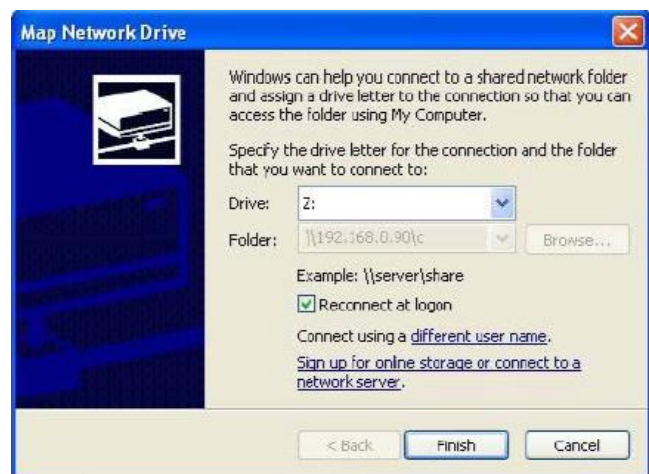 Map Network Drive
Windows can help you connect to a shared network folder
and assign a drive letter to the connection so that you can
access the folder using My Computer.
Specify the drive letter for the connection and the folder
that you want to connect to:
Drive: Z:
Folder: \\192.168.0.90\c Browse...
Example: \\server\share
Reconnect at logon
Connect using a different user name.
Sign up for online storage or connect to a
network server.
< Back Finish Cancel